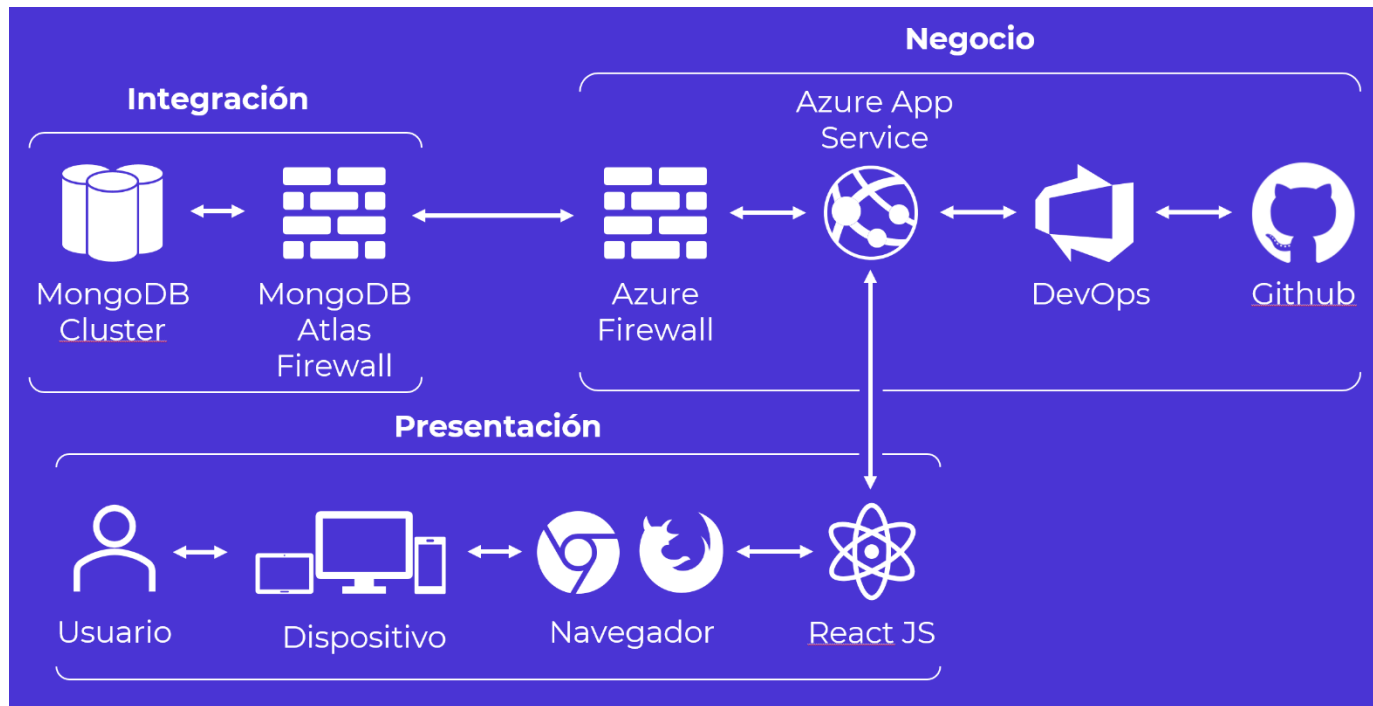 Negocio
Integración
Azure App
Service
MongoDB
Cluster
MongoDB
Atlas
Firewall
Azure
Firewall
DevOps
Github
Presentación
Usuario
Dispositivo
Navegador
React JS